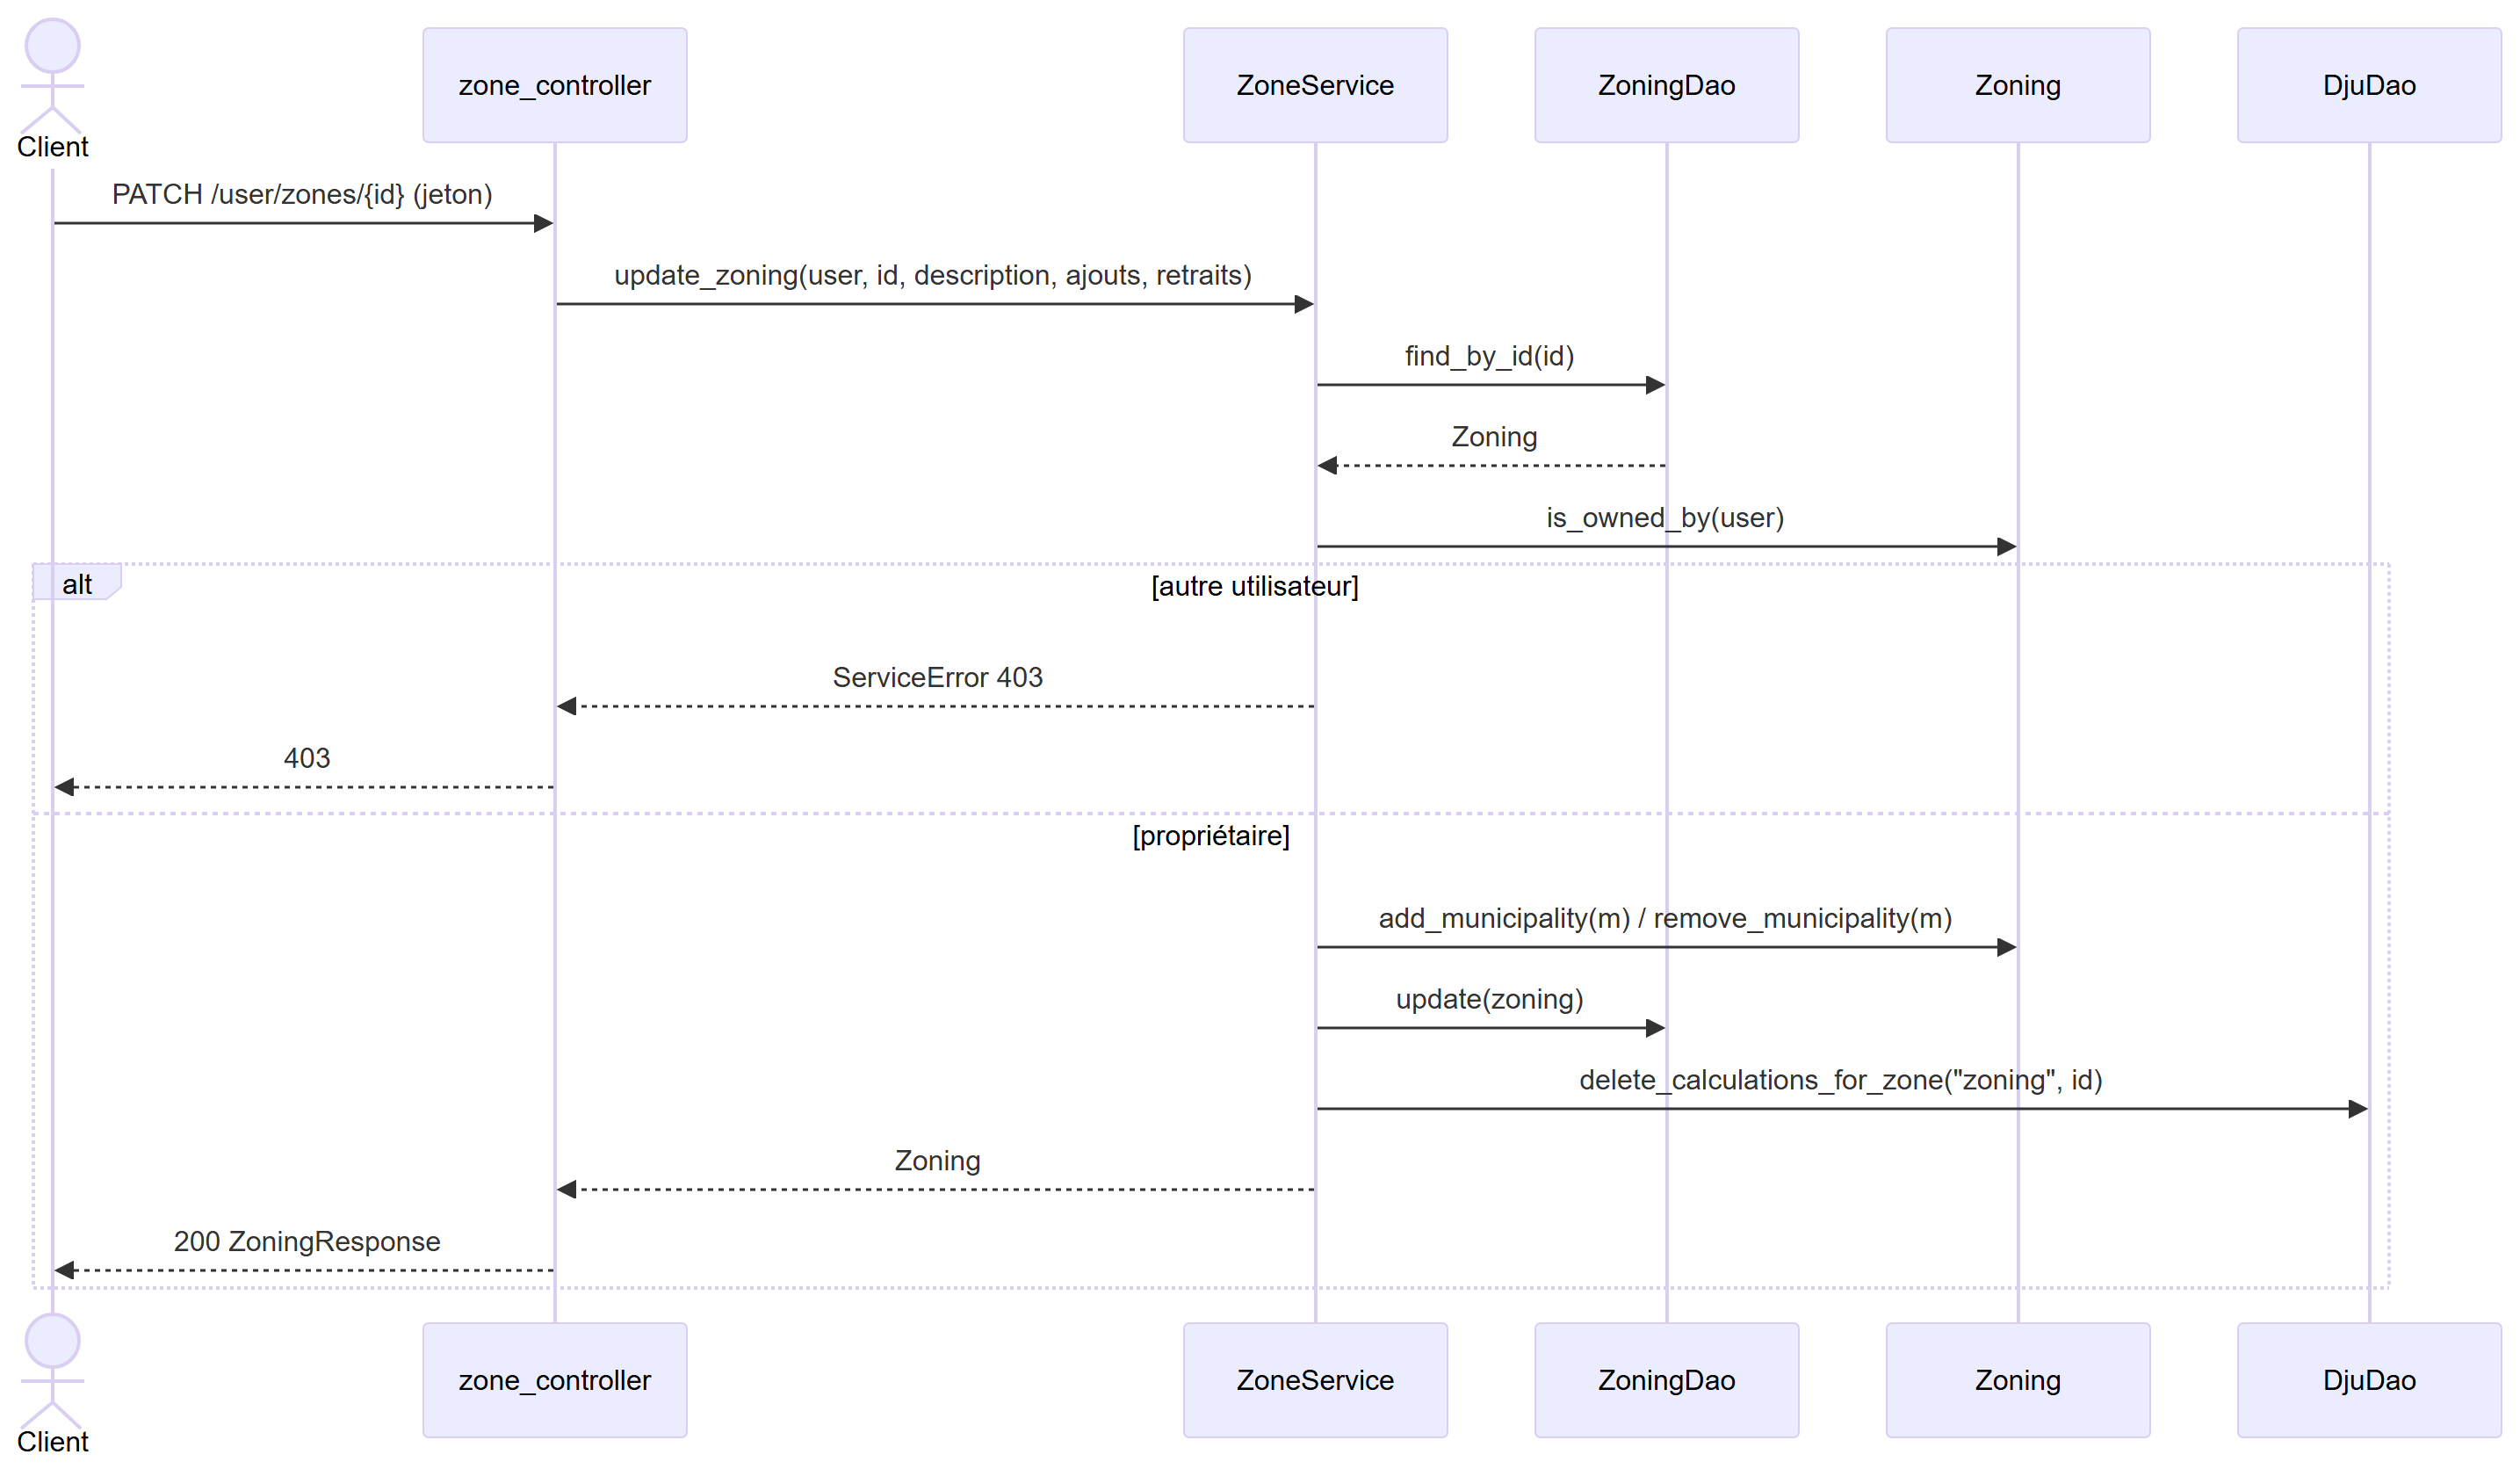 Client
zone_controller
ZoneService
ZoningDao
Zoning
DjuDao
PATCH /user/zones/{id} (jeton)
update_zoning(user, id, description, ajouts, retraits)
find_by_id(id)
Zoning
is_owned_by(user)
alt
[autre utilisateur]
ServiceError 403
403
[propriétaire]
add_municipality(m) / remove_municipality(m)
update(zoning)
delete_calculations_for_zone("zoning", id)
Zoning
200 ZoningResponse
Client
zone_controller
ZoneService
ZoningDao
Zoning
DjuDao